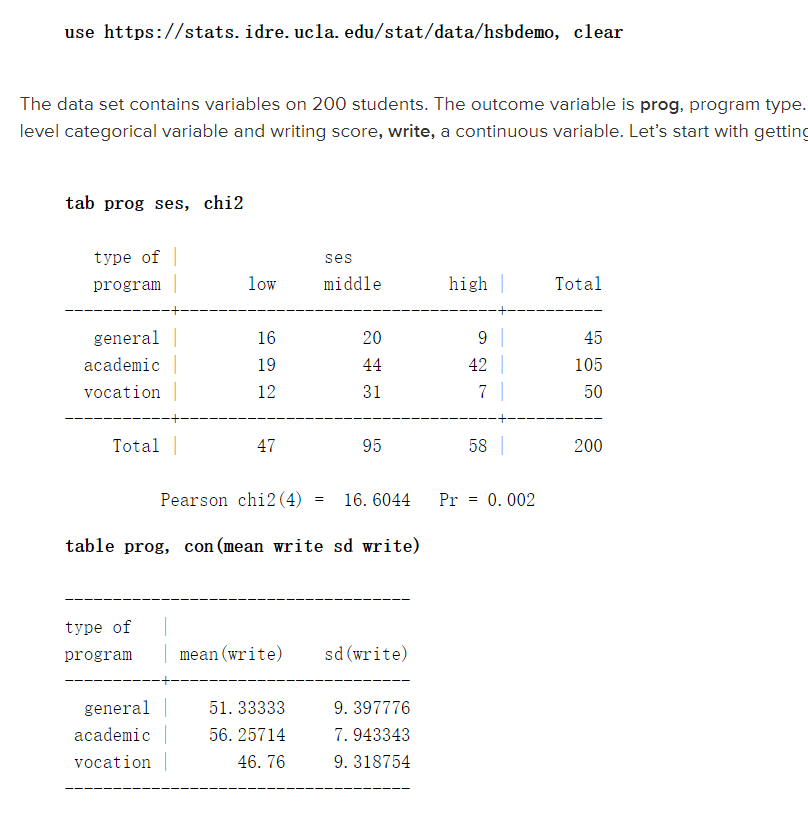 use https://stats.idre.ucla.edu/stat/data/hsbdemo, clear
The data set contains variables on 200 students. The outcome variable is prog, program type.
level categorical variable and writing score, write, a continuous variable. Let’s start with getting
tab prog ses, chi2
type of |                ses
program |       low     middle       high |     Total
-----------+---------------------------------+----------
general |        16         20          9 |        45
academic |        19         44         42 |       105
vocation |        12         31          7 |        50
-----------+---------------------------------+----------
Total |        47         95         58 |       200
Pearson chi2(4) =  16.6044   Pr = 0.002
table prog, con(mean write sd write)
------------------------------------
type of   |
program   | mean(write)    sd(write)
----------+-------------------------
general |    51.33333     9.397776
academic |    56.25714     7.943343
vocation |       46.76     9.318754
------------------------------------